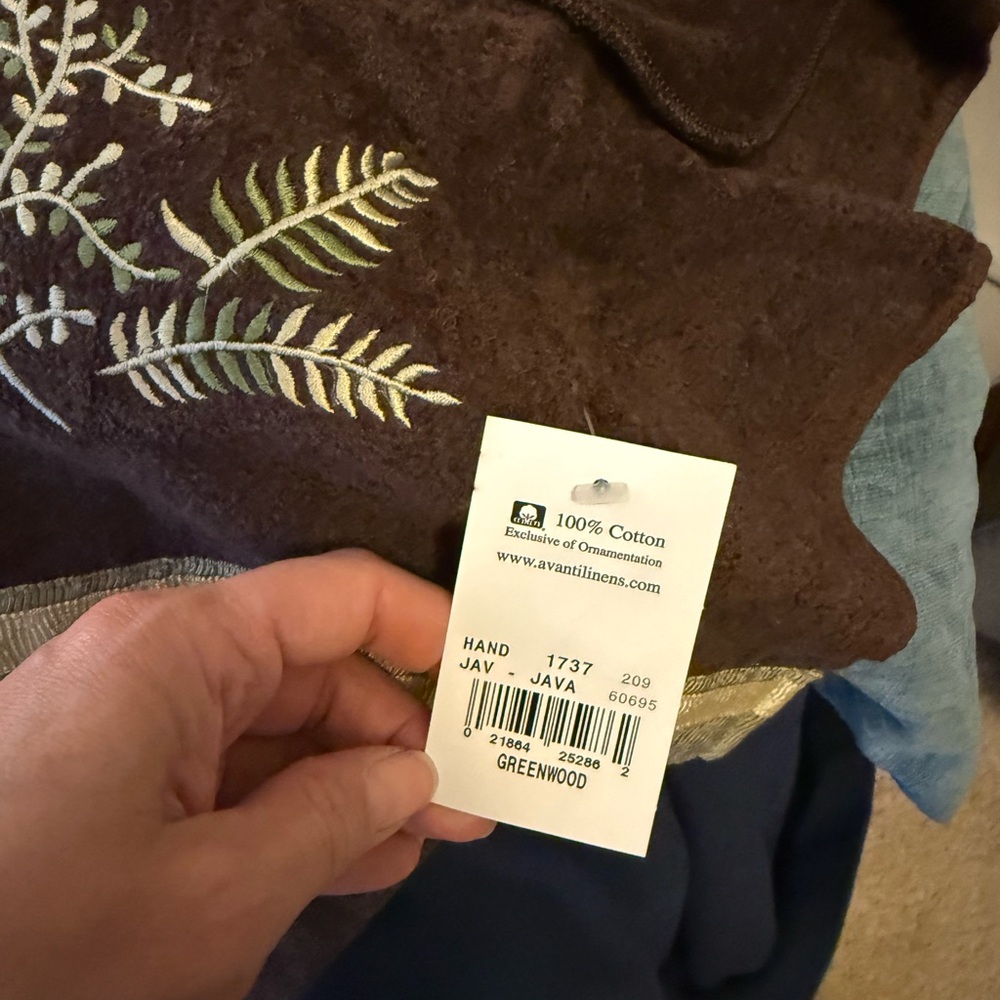 cotton
100% Cotton
Exclusive of Ornamentation
www.avantilinens.com
HAND 1737 209
JAV - JAVA 60695
0 21864 25286 2
GREENWOOD